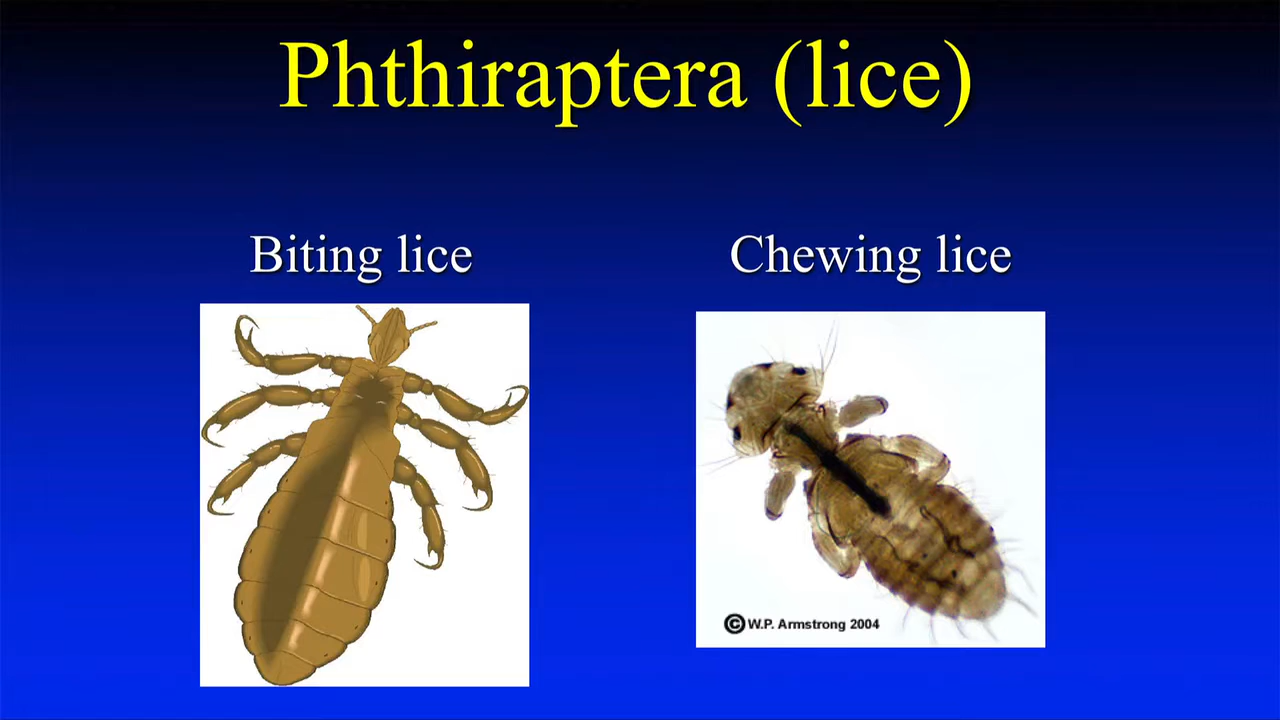 Phthiraptera (lice)
Biting lice
Chewing lice
© W.P. Armstrong 2004